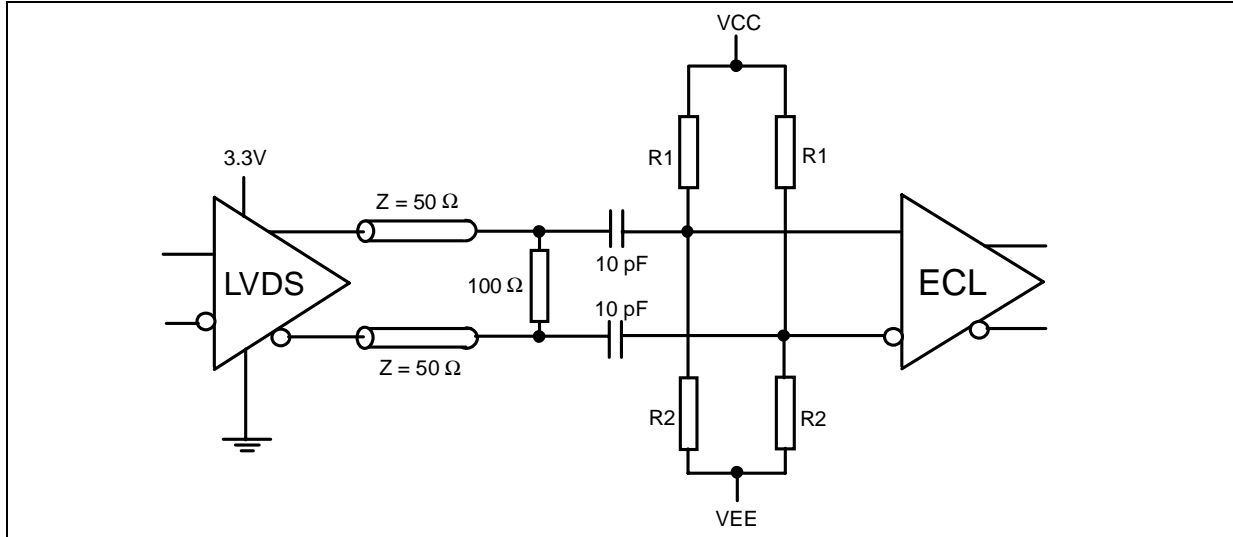 VCC
R1
R1
3.3V
Z = 50 Ω
10 pF
LVDS
100 Ω
ECL
10 pF
Z = 50 Ω
R2
R2
VEE